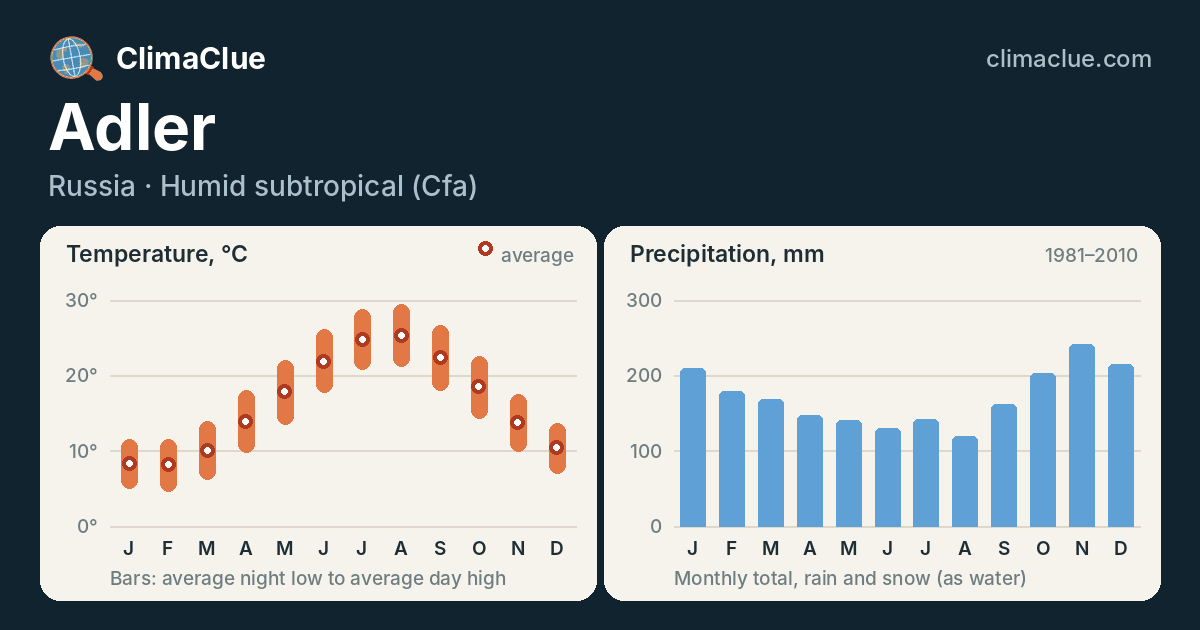 ClimaClue
climaclue.com
Adler
Russia · Humid subtropical (Cfa)
Temperature, °C
average
30°
20°
10°
0°
J F M A M J J A S O N D
Bars: average night low to average day high
Precipitation, mm
1981–2010
300
200
100
0
J F M A M J J A S O N D
Monthly total, rain and snow (as water)